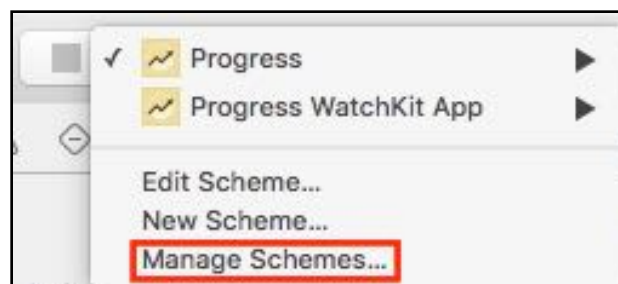 Progress
Progress WatchKit App
Edit Scheme...
New Scheme...
Manage Schemes...